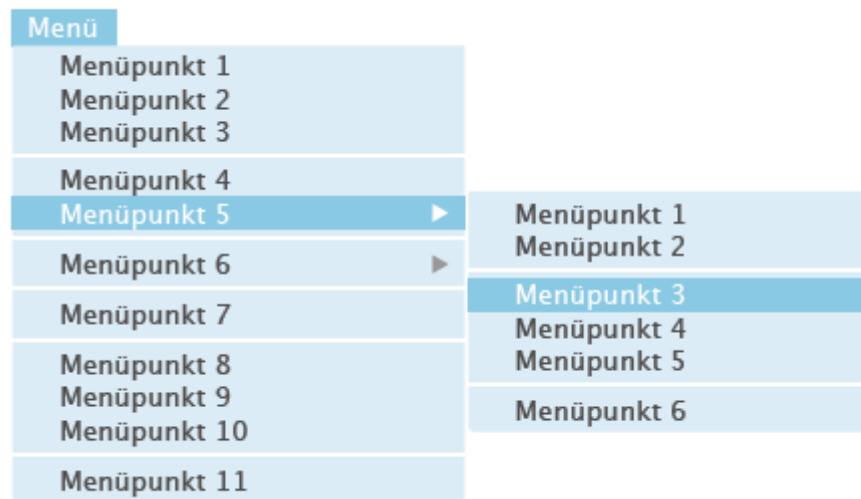 Menü
Menüpunkt 1
Menüpunkt 2
Menüpunkt 3
Menüpunkt 4
Menüpunkt 5
Menüpunkt 6
Menüpunkt 7
Menüpunkt 8
Menüpunkt 9
Menüpunkt 10
Menüpunkt 11
Menüpunkt 1
Menüpunkt 2
Menüpunkt 3
Menüpunkt 4
Menüpunkt 5
Menüpunkt 6